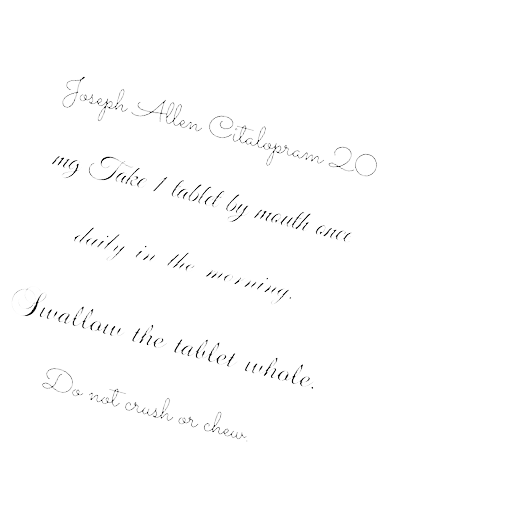 Joseph Allen Citalopram 20
mg Take 1 tablet by mouth once
daily in the morning.
Swallow the tablet whole.
Do not crush or chew.